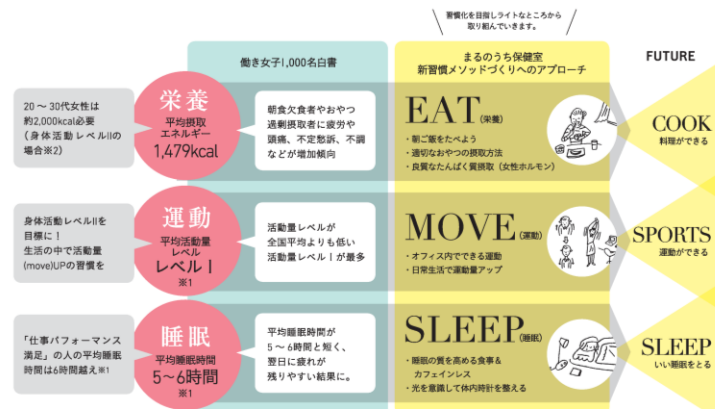 習慣化を目指しライトなところから
取り組んでいきます。
働き女子1,000名白書
まるのうち保健室
新習慣メソッドづくりへのアプローチ
FUTURE
20〜30代女性は
約2,000kcal必要
(身体活動レベルIIの
場合※2)
栄養
平均摂取
エネルギー
1,479kcal
朝食欠食者やおやつ
過剰摂取者に疲労や
頭痛、不定愁訴、不調
などが増加傾向
EAT(栄養)
・朝ご飯をたべよう
・適切なおやつの摂取方法
・良質なたんぱく質摂取(女性ホルモン)
COOK
料理ができる
身体活動レベルIIを
目標に!
生活の中で活動量
(move)UPの習慣を
運動
平均活動量
レベル
レベルI
※1
活動量レベルが
全国平均よりも低い
活動量レベルIが最多
MOVE(運動)
・オフィス内でできる運動
・日常生活で運動量アップ
SPORTS
運動ができる
「仕事パフォーマンス
満足」の人の平均睡眠
時間は6時間越え※1
睡眠
平均睡眠時間
5〜6時間
※1
平均睡眠時間が
5〜6時間と短く、
翌日に疲れが
残りやすい結果に。
SLEEP(睡眠)
・睡眠の質を高める食事&
カフェインレス
・光を意識して体内時計を整える
SLEEP
いい睡眠をとる